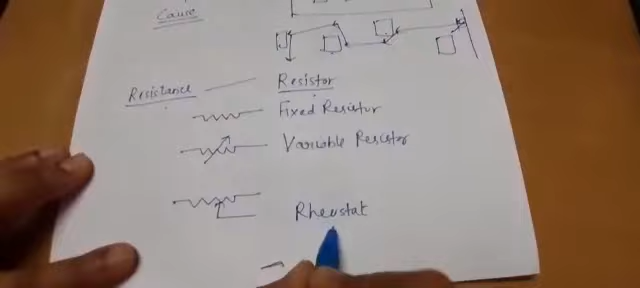 Cause
Resistance Resistor
Fixed Resistor
Variable Resistor
Rheostat